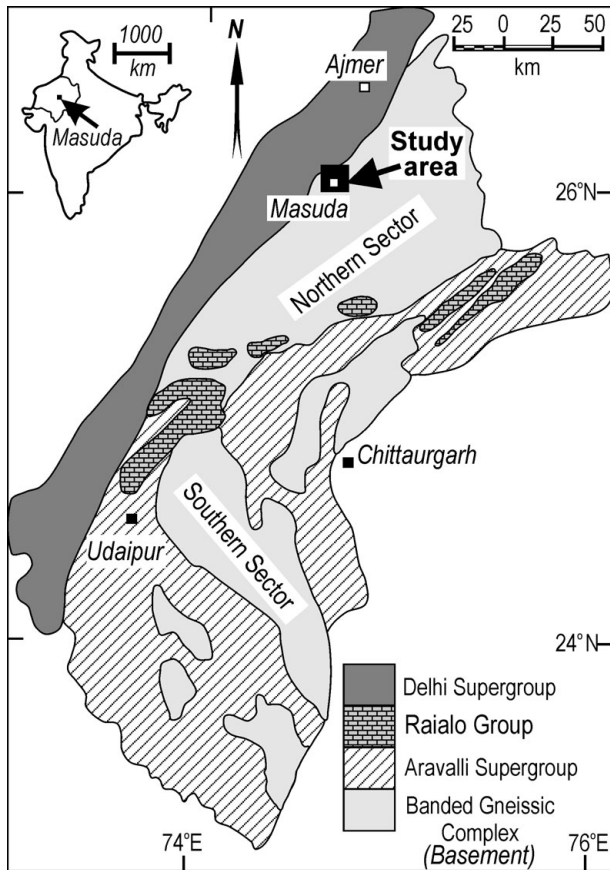 1000
km
N
25 0 25 50
km
Ajmer
Masuda
Study
area
Masuda
26°N
Northern Sector
Chittaurgarh
Southern Sector
Udaipur
24°N
Delhi Supergroup
Raialo Group
Aravalli Supergroup
Banded Gneissic
Complex
(Basement)
74°E
76°E